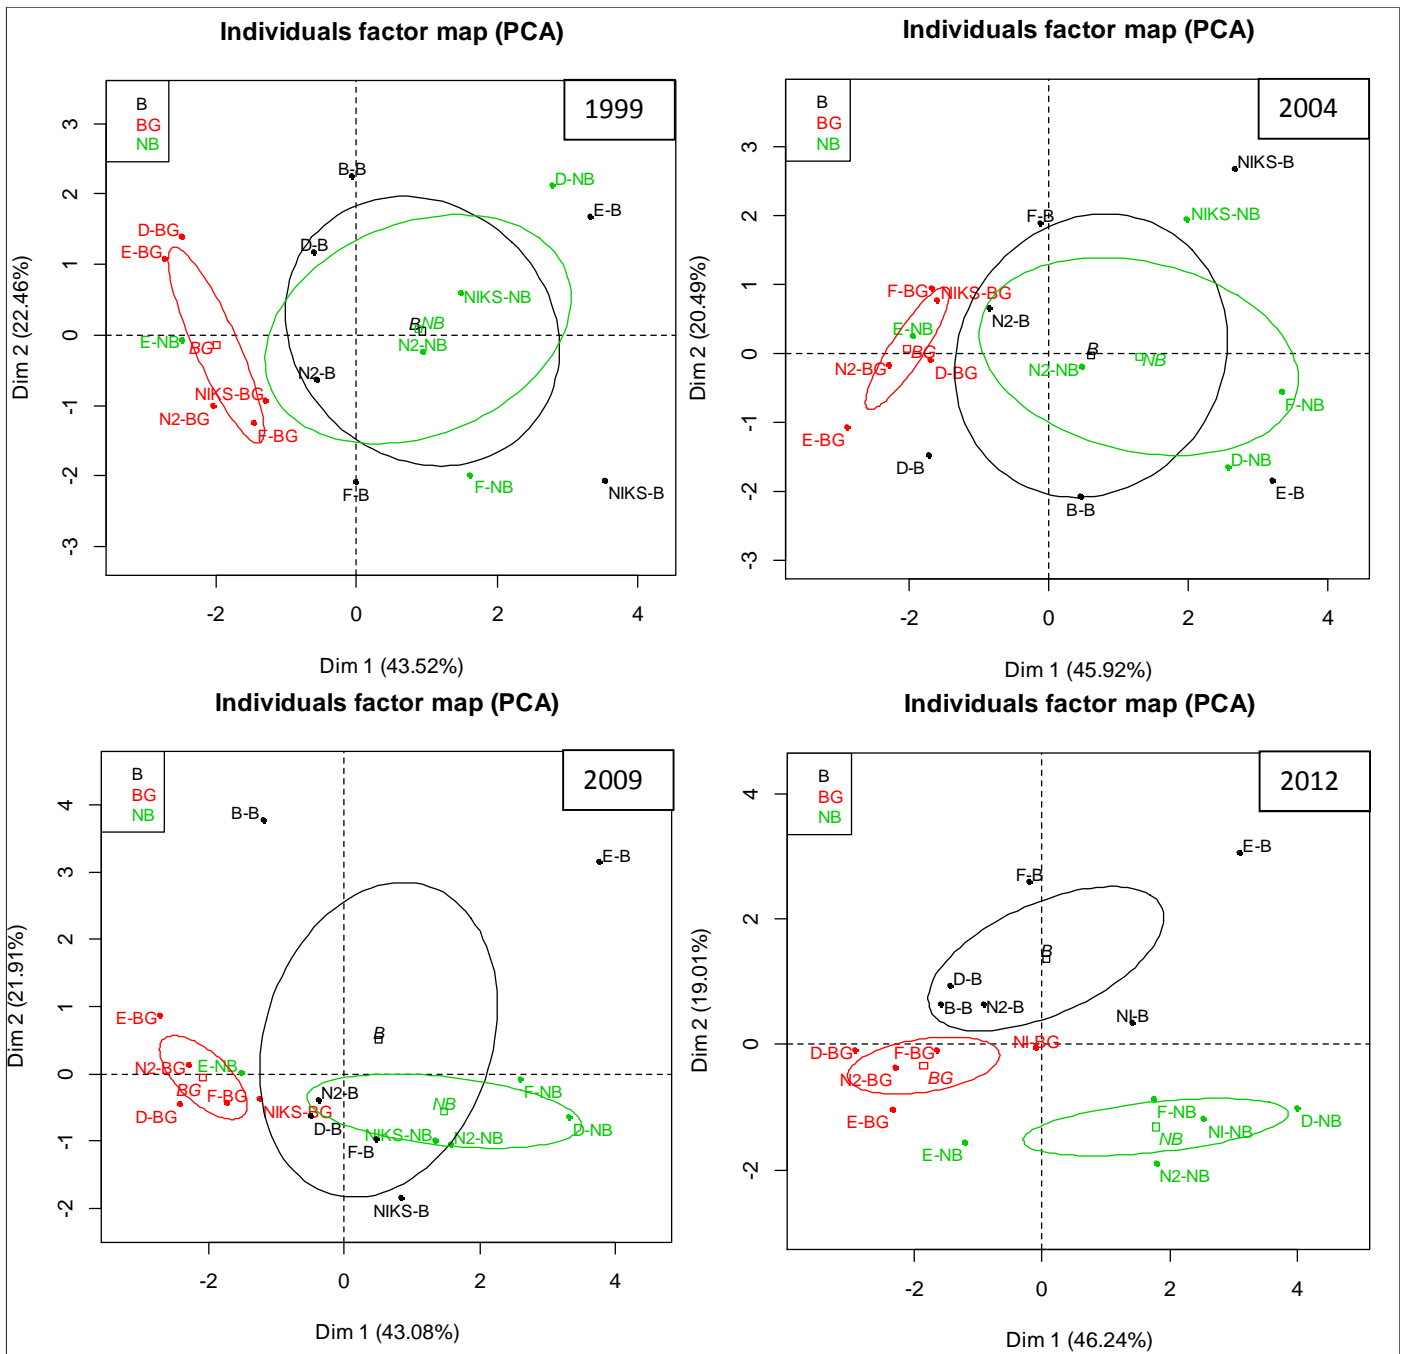 Individuals factor map (PCA)
1999
B
BG
NB
B-B
D-NB
E-B
D-BG
E-BG
D-B
NIKS-NB
B
NB
E-NB
BG
N2-NB
N2-B
NIKS-BG
N2-BG
F-BG
F-B
F-NB
NIKS-B
3
2
1
0
-1
-2
-3
Dim 2 (22.46%)
-2
0
2
4
Dim 1 (43.52%)
Individuals factor map (PCA)
2004
B
BG
NB
NIKS-B
F-B
NIKS-NB
F-BG
NIKS-BG
N2-B
E-NB
BG
B
NB
N2-BG
D-BG
N2-NB
F-NB
E-BG
D-B
D-NB
B-B
E-B
3
2
1
0
-1
-2
-3
Dim 2 (20.49%)
-2
0
2
4
Dim 1 (45.92%)
Individuals factor map (PCA)
2009
B
BG
NB
B-B
E-B
E-BG
B
N2-BG
E-NB
BG
F-BG
D-BG
NIKS-BG
N2-B
NB
F-NB
D-B
NIKS-NB
N2-NB
D-NB
F-B
NIKS-B
4
3
2
1
0
-1
-2
Dim 2 (21.91%)
-2
0
2
4
Dim 1 (43.08%)
Individuals factor map (PCA)
2012
B
BG
NB
E-B
F-B
B
D-B
B-B
N2-B
NI-B
NI-BG
D-BG
F-BG
N2-BG
BG
E-BG
F-NB
NI-NB
D-NB
NB
E-NB
N2-NB
4
2
0
-2
Dim 2 (19.01%)
-2
0
2
4
Dim 1 (46.24%)